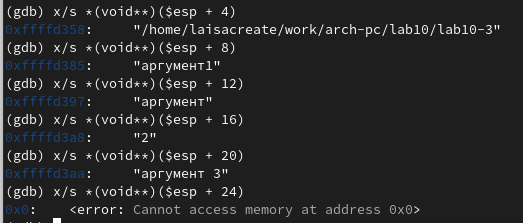 (gdb) x/s *(void**)($esp + 4)
0xffffd358:     "/home/laisacreate/work/arch-pc/lab10/lab10-3"
(gdb) x/s *(void**)($esp + 8)
0xffffd385:     "аргумент1"
(gdb) x/s *(void**)($esp + 12)
0xffffd397:     "аргумент"
(gdb) x/s *(void**)($esp + 16)
0xffffd3a8:     "2"
(gdb) x/s *(void**)($esp + 20)
0xffffd3aa:     "аргумент 3"
(gdb) x/s *(void**)($esp + 24)
0x0:    <error: Cannot access memory at address 0x0>